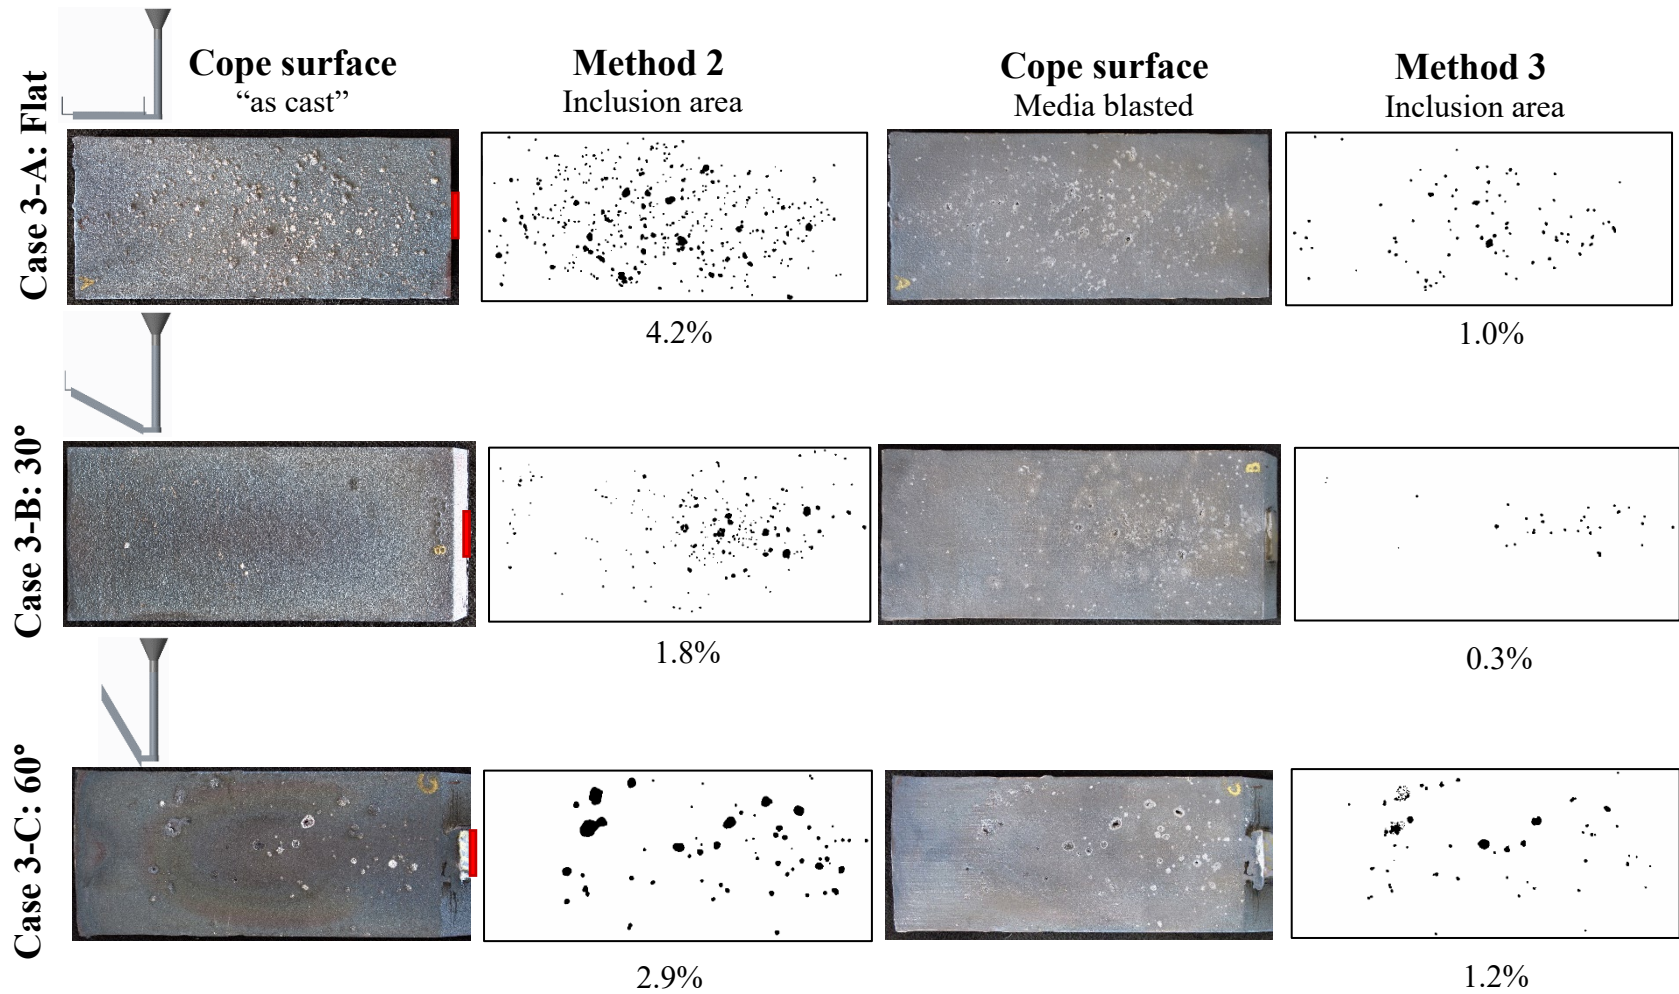 Cope surface
"as cast"
Method 2
Inclusion area
Cope surface
Media blasted
Method 3
Inclusion area
Case 3-A: Flat
4.2%
1.0%
Case 3-B: 30°
B
B
1.8%
0.3%
Case 3-C: 60°
C
C
2.9%
1.2%